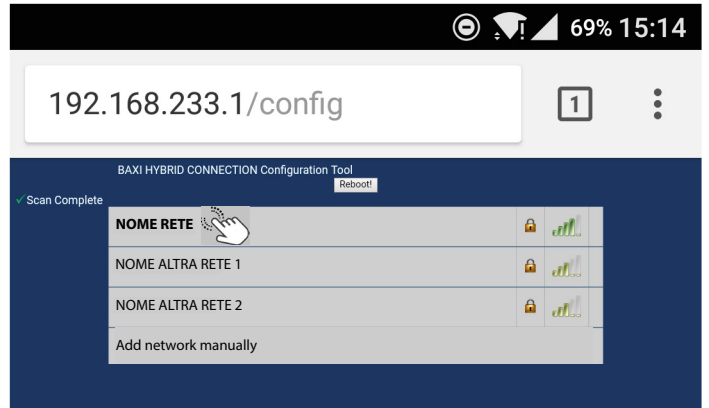 69% 15:14
192.168.233.1/config
1
BAXI HYBRID CONNECTION Configuration Tool
Reboot!
✓Scan Complete
NOME RETE
NOME ALTRA RETE 1
NOME ALTRA RETE 2
Add network manually